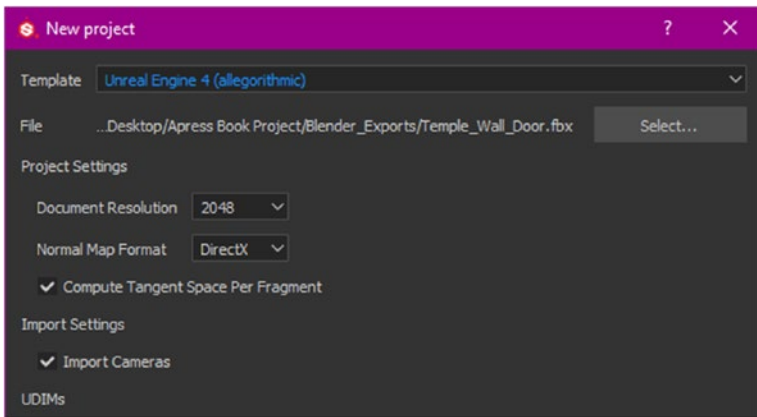 New project ?
Template Unreal Engine 4 (allegorithmic)
File ...Desktop/Apress Book Project/Blender_Exports/Temple_Wall_Door.fbx Select...
Project Settings
Document Resolution 2048
Normal Map Format DirectX
Compute Tangent Space Per Fragment
Import Settings
Import Cameras
UDIMs